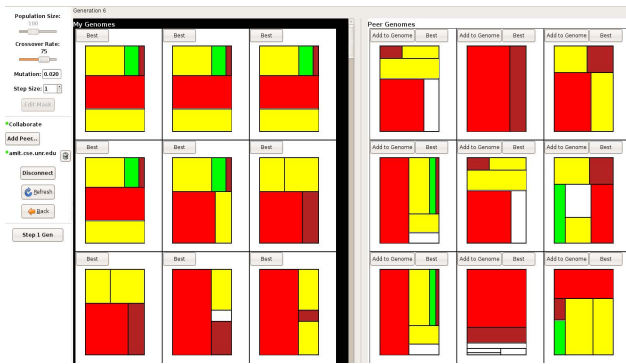 Generation 6
Population Size:
100
Crossover Rate:
75
Mutation: 0.020
Step Size: 1
Edit Mask
Collaborate
Add Peer...
amit.cse.unr.edu
Disconnect
Refresh
Back
Step 1 Gen
My Genomes
Best Best Best
Best Best Best
Best Best Best
Peer Genomes
Add to Genome Best Add to Genome Best Add to Genome Best
Add to Genome Best Add to Genome Best Add to Genome Best
Add to Genome Best Add to Genome Best Add to Genome Best